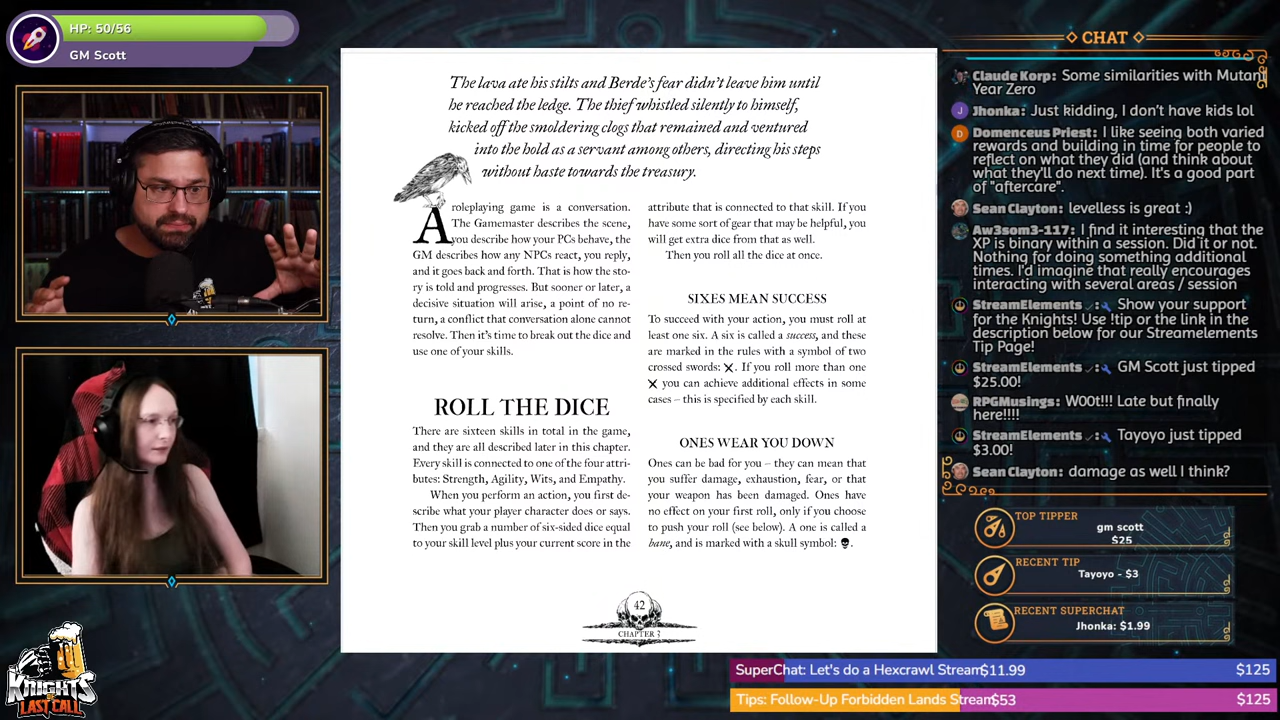 HP: 50/56
GM Scott
The lava ate his stilts and Berde's fear didn't leave him until
he reached the ledge. The thief whistled silently to himself,
kicked off the smoldering clogs that remained and ventured
into the hold as a servant among others, directing his steps
without haste towards the treasury.
A roleplaying game is a conversation.
The Gamemaster describes the scene,
you describe how your PCs behave, the
GM describes how any NPCs react, you reply,
and it goes back and forth. That is how the sto-
ry is told and progresses. But sooner or later, a
decisive situation will arise, a point of no re-
turn, a conflict that conversation alone cannot
resolve. Then it's time to break out the dice and
use one of your skills.
ROLL THE DICE
There are sixteen skills in total in the game,
and they are all described later in this chapter.
Every skill is connected to one of the four attri-
butes: Strength, Agility, Wits, and Empathy.
When you perform an action, you first de-
scribe what your player character does or says.
Then you grab a number of six-sided dice equal
to your skill level plus your current score in the
attribute that is connected to that skill. If you
have some sort of gear that may be helpful, you
will get extra dice from that as well.
Then you roll all the dice at once.
SIXES MEAN SUCCESS
To succeed with your action, you must roll at
least one six. A six is called a success, and these
are marked in the rules with a symbol of two
crossed swords: ⚔. If you roll more than one
⚔ you can achieve additional effects in some
cases – this is specified by each skill.
ONES WEAR YOU DOWN
Ones can be bad for you – they can mean that
you suffer damage, exhaustion, fear, or that
your weapon has been damaged. Ones have
no effect on your first roll, only if you choose
to push your roll (see below). A one is called a
bane, and is marked with a skull symbol: 💀.
42
CHAPTER 3
CHAT
Claude Korp: Some similarities with Mutan
Year Zero
Jhonka: Just kidding, I don't have kids lol
Domenceus Priest: I like seeing both varied
rewards and building in time for people to
reflect on what they did (and think about
what they'll do next time). It's a good part
of "aftercare".
Sean Clayton: levelless is great :)
Aw3som3-117: I find it interesting that the
XP is binary within a session. Did it or not.
Nothing for doing something additional
times. I'd imagine that really encourages
interacting with several areas / session
StreamElements: Show your support
for the Knights! Use !tip or the link in the
description below for our Streamelements
Tip Page!
StreamElements: GM Scott just tipped
$25.00!
RPGMusings: W00t!!! Late but finally
here!!!!
StreamElements: Tayoyo just tipped
$3.00!
Sean Clayton: damage as well I think?
TOP TIPPER
gm scott
$25
RECENT TIP
Tayoyo - $3
RECENT SUPERCHAT
Jhonka: $1.99
SuperChat: Let's do a Hexcrawl Stream $11.99 $125
Tips: Follow-Up Forbidden Lands Stream $53 $125
KNIGHTS
OF
LAST CALL